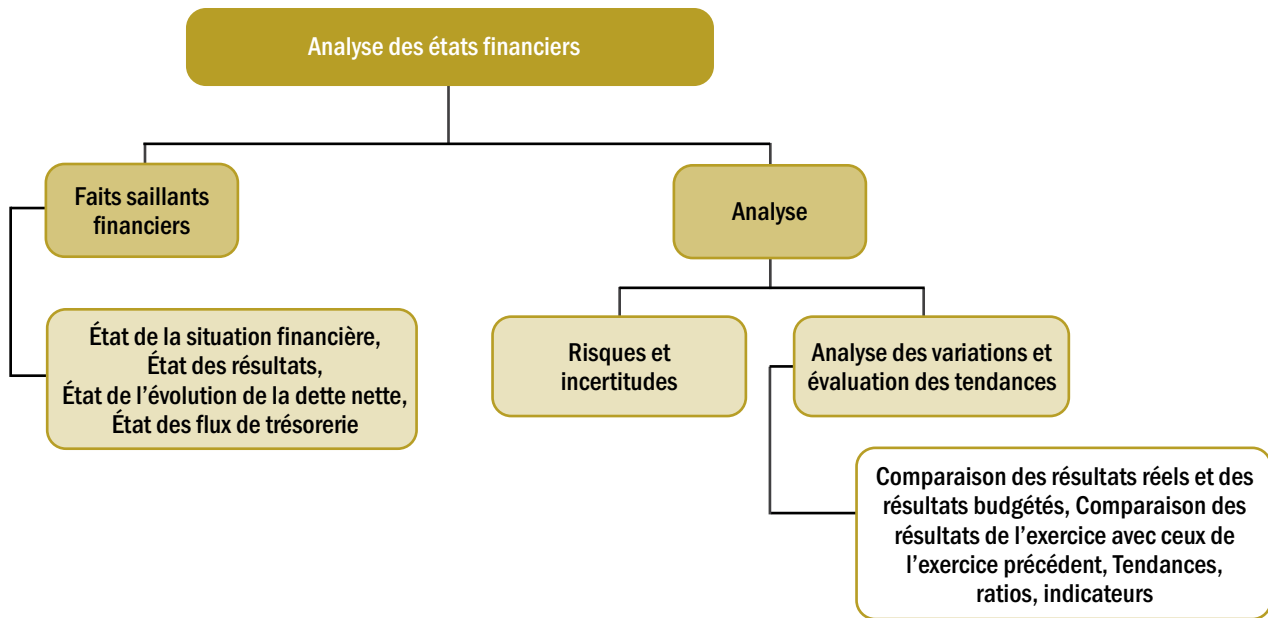 Analyse des états financiers
Faits saillants
financiers
Analyse
État de la situation financière,
État des résultats,
État de l'évolution de la dette nette,
État des flux de trésorerie
Risques et
incertitudes
Analyse des variations et
évaluation des tendances
Comparaison des résultats réels et des
résultats budgétés, Comparaison des
résultats de l'exercice avec ceux de
l'exercice précédent, Tendances,
ratios, indicateurs